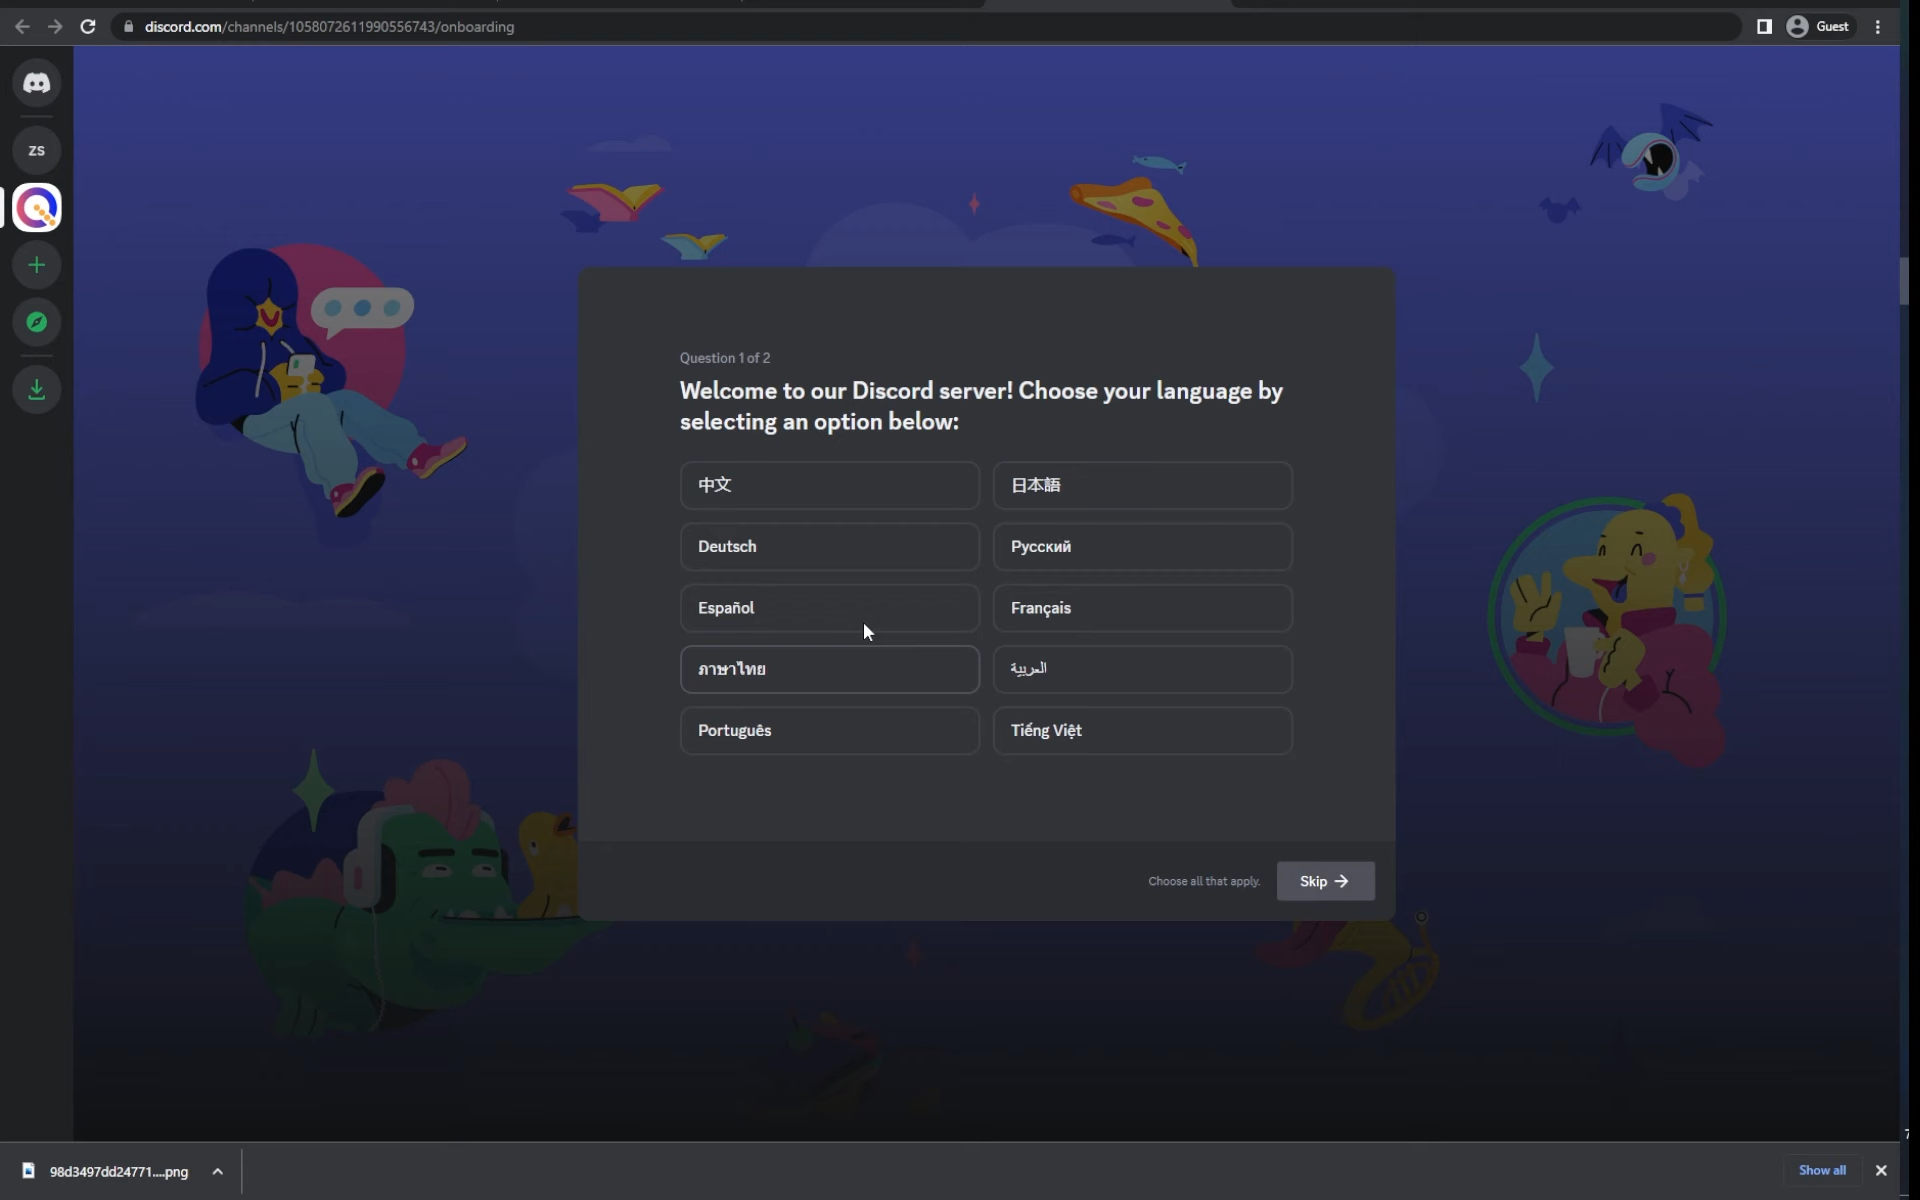 discord.com/channels/1058072611990556743/onboarding
Guest
ZS
Question 1 of 2
Welcome to our Discord server! Choose your language by
selecting an option below:
中文
日本語
Deutsch
Русский
Español
Français
ภาษาไทย
العربية
Português
Tiếng Việt
Choose all that apply.
Skip →
98d3497dd24771....png
Show all